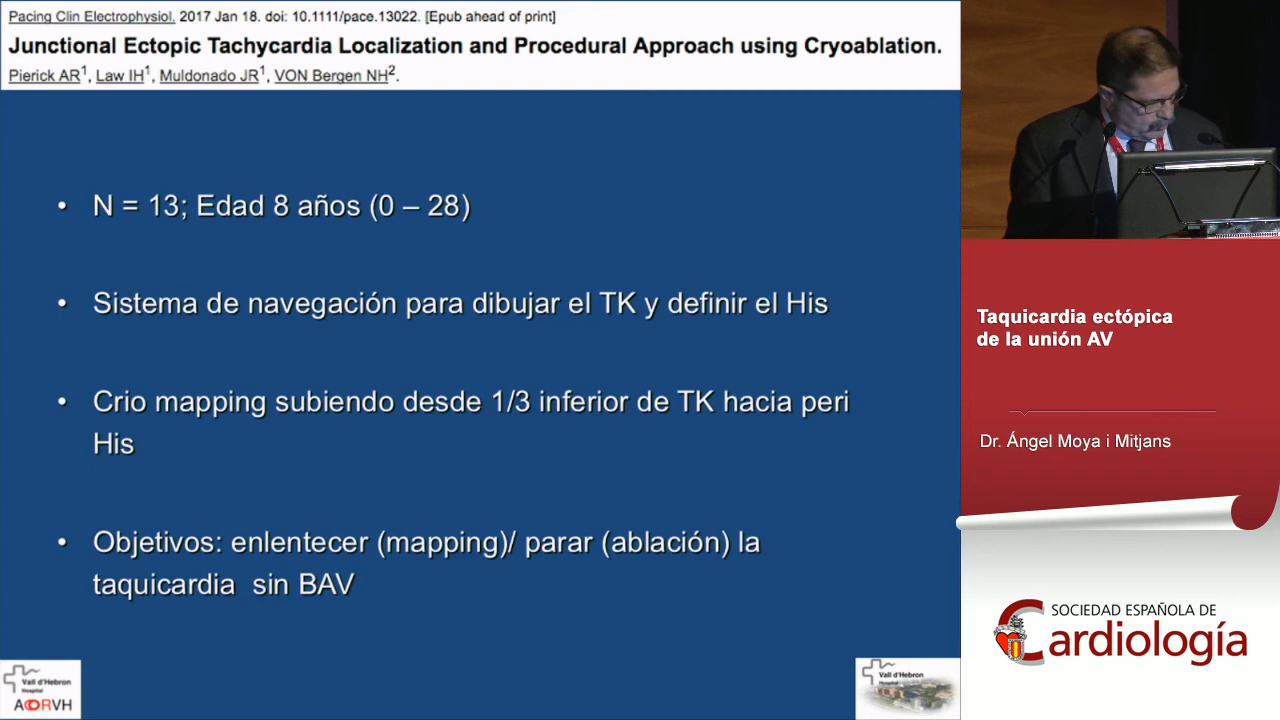 Pacing Clin Electrophysiol. 2017 Jan 18. doi: 10.1111/pace.13022. [Epub ahead of print]
Junctional Ectopic Tachycardia Localization and Procedural Approach using Cryoablation.
Pierick AR1, Law IH1, Muldonado JR1, VON Bergen NH2.
• N = 13; Edad 8 años (0 – 28)
• Sistema de navegación para dibujar el TK y definir el His
• Crio mapping subiendo desde 1/3 inferior de TK hacia peri
His
• Objetivos: enlentecer (mapping)/ parar (ablación) la
taquicardia sin BAV
Vall d'Hebron
Hospital
ACORVH
Vall d'Hebron
Hospital
Taquicardia ectópica
de la unión AV
Dr. Ángel Moya i Mitjans
SOCIEDAD ESPAÑOLA DE
Cardiología